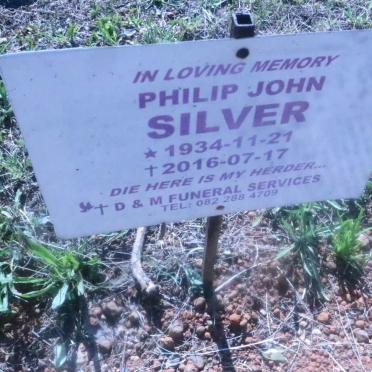 IN LOVING MEMORY
PHILIP JOHN
SILVER
★ 1934-11-21
✝ 2016-07-17
DIE HERE IS MY HERDER...
D & M FUNERAL SERVICES
TEL: 082 288 4709